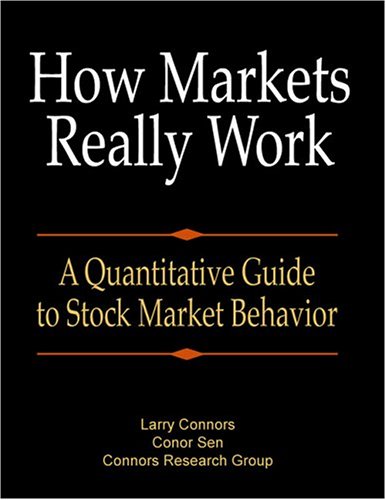 How Markets
Really Work
A Quantitative Guide
to Stock Market Behavior
Larry Connors
Conor Sen
Connors Research Group